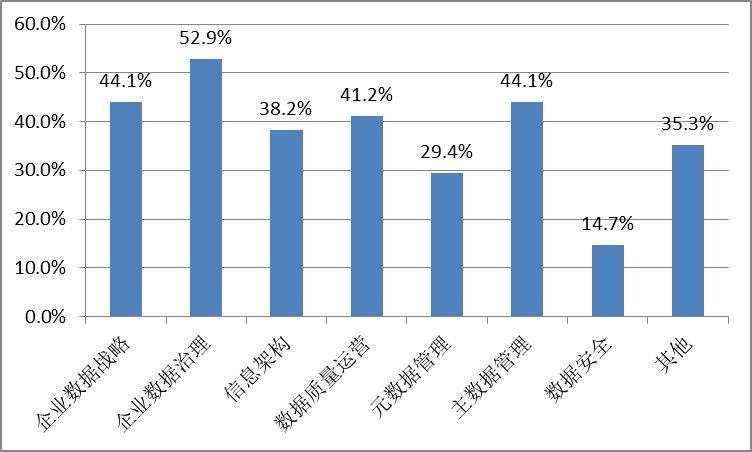 60.0%
50.0%
40.0%
30.0%
20.0%
10.0%
0.0%
44.1%
52.9%
38.2%
41.2%
29.4%
44.1%
14.7%
35.3%
企业数据战略
企业数据治理
信息架构
数据质量运营
元数据管理
主数据管理
数据安全
其他